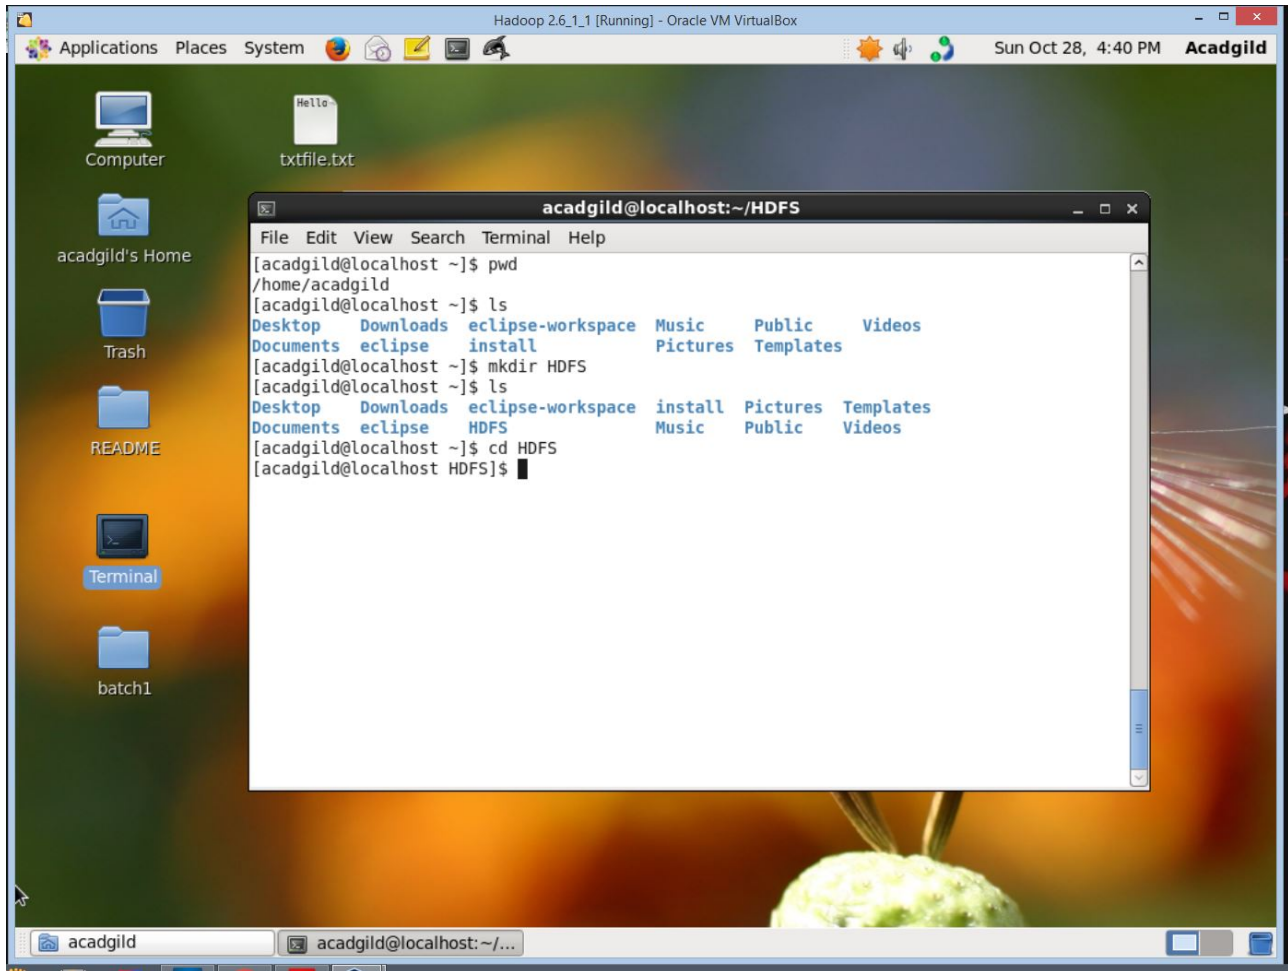 Hadoop 2.6_1_1 [Running] - Oracle VM VirtualBox
Applications Places System Sun Oct 28, 4:40 PM Acadgild
Computer
Hello
txtfile.txt
acadgild's Home
Trash
README
Terminal
batch1
acadgild@localhost:~/HDFS
File Edit View Search Terminal Help
[acadgild@localhost ~]$ pwd
/home/acadgild
[acadgild@localhost ~]$ ls
Desktop Downloads eclipse-workspace Music Public Videos
Documents eclipse install Pictures Templates
[acadgild@localhost ~]$ mkdir HDFS
[acadgild@localhost ~]$ ls
Desktop Downloads eclipse-workspace install Pictures Templates
Documents eclipse HDFS Music Public Videos
[acadgild@localhost ~]$ cd HDFS
[acadgild@localhost HDFS]$
acadgild acadgild@localhost:~/...